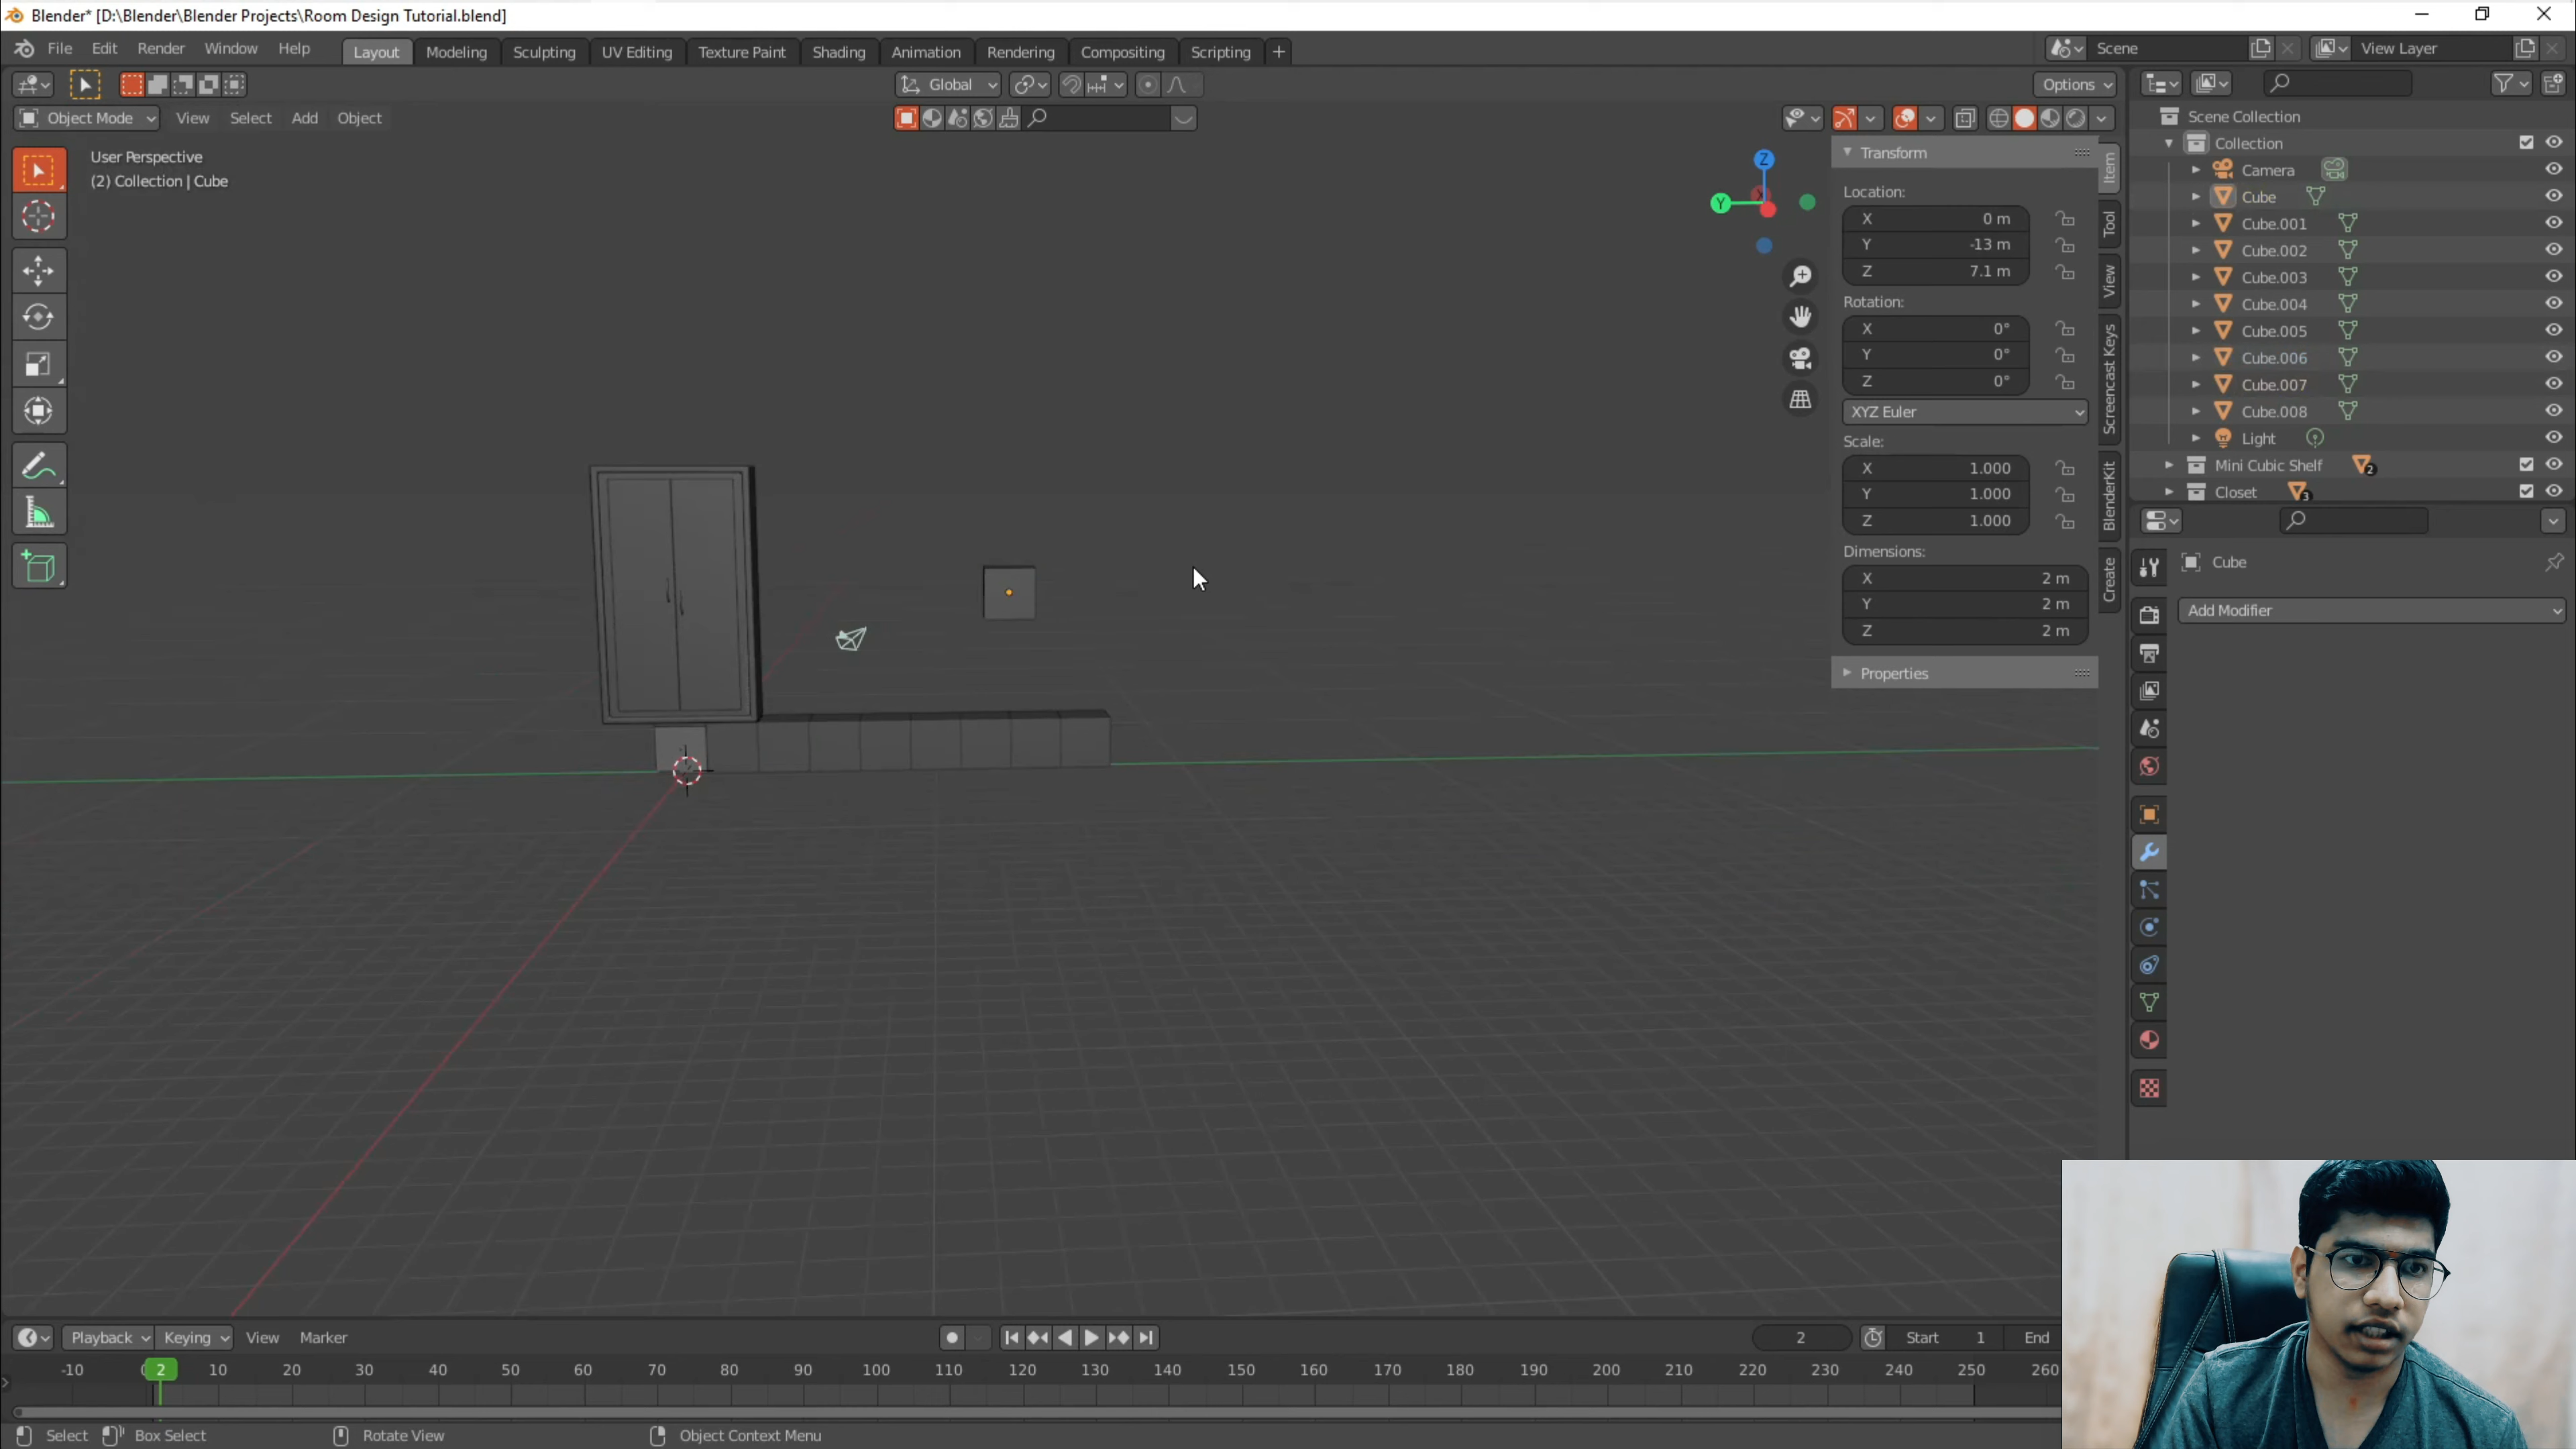 Blender* [D:\Blender\Blender Projects\Room Design Tutorial.blend]
File Edit Render Window Help Layout Modeling Sculpting UV Editing Texture Paint Shading Animation Rendering Compositing Scripting + Scene View Layer
Global Options
Object Mode View Select Add Object
User Perspective
(2) Collection | Cube
Z
Y
X
Transform
Location:
X 0 m
Y -13 m
Z 7.1 m
Rotation:
X 0°
Y 0°
Z 0°
XYZ Euler
Scale:
X 1.000
Y 1.000
Z 1.000
Dimensions:
X 2 m
Y 2 m
Z 2 m
Properties
Item
Tool
View
Screencast Keys
BlenderKit
Create
Scene Collection
Collection
Camera
Cube
Cube.001
Cube.002
Cube.003
Cube.004
Cube.005
Cube.006
Cube.007
Cube.008
Light
Mini Cubic Shelf 2
Closet 3
Cube
Add Modifier
Playback Keying View Marker 2 Start 1 End
-10 0 2 10 20 30 40 50 60 70 80 90 100 110 120 130 140 150 160 170 180 190 200 210 220 230 240 250 260
Select Box Select Rotate View Object Context Menu